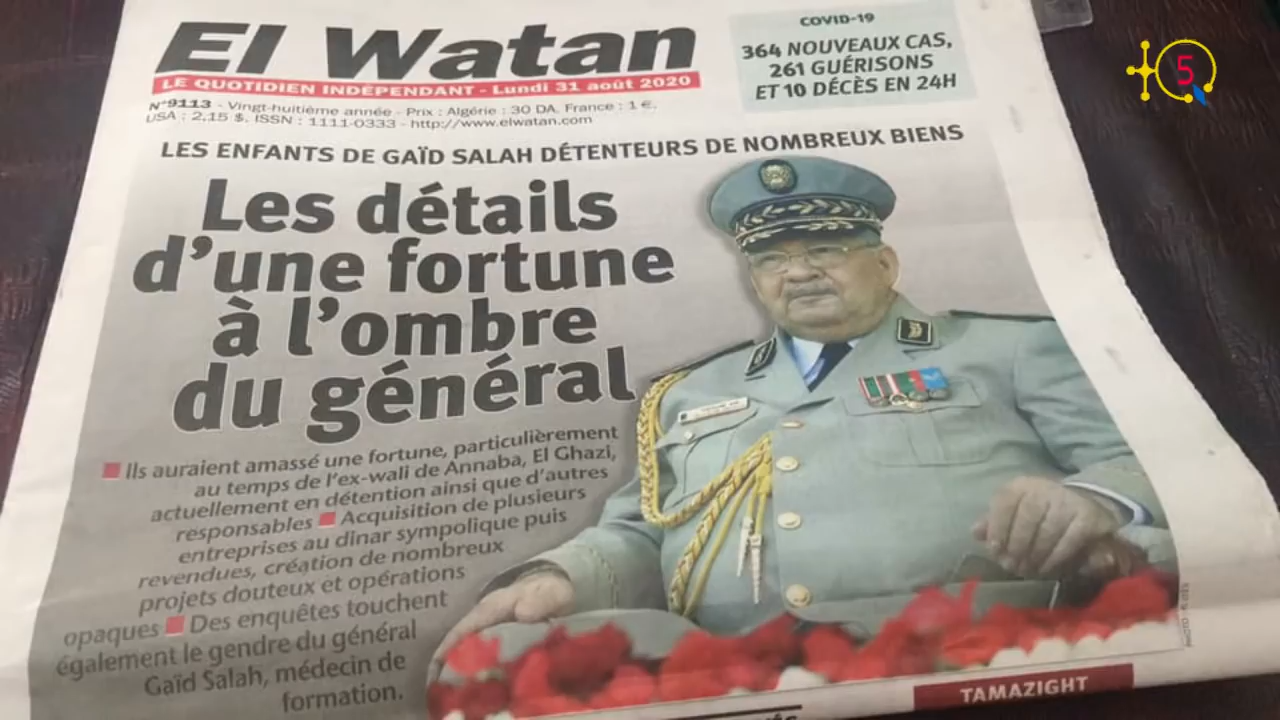 El Watan
LE QUOTIDIEN INDÉPENDANT - Lundi 31 août 2020
N°9113 - Vingt-huitième année - Prix : Algérie : 30 DA. France : 1 €.
USA : 2,15 $. ISSN : 1111-0333 - http://www.elwatan.com
COVID-19
364 NOUVEAUX CAS,
261 GUÉRISONS
ET 10 DÉCÈS EN 24H
5
LES ENFANTS DE GAÏD SALAH DÉTENTEURS DE NOMBREUX BIENS
Les détails
d'une fortune
à l'ombre
du général
Ils auraient amassé une fortune, particulièrement
au temps de l'ex-wali de Annaba, El Ghazi,
actuellement en détention ainsi que d'autres
responsables Acquisition de plusieurs
entreprises au dinar sympolique puis
revendues, création de nombreux
projets douteux et opérations
opaques Des enquêtes touchent
également le gendre du général
Gaïd Salah, médecin de
formation.
TAMAZIGHT